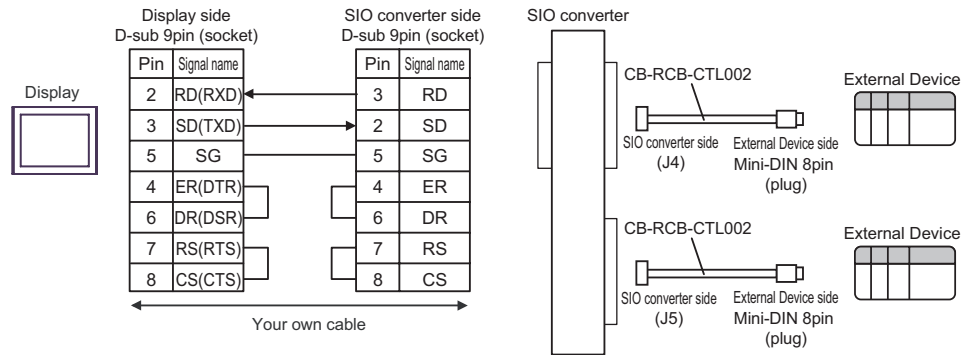 Display side
D-sub 9pin (socket)
SIO converter side
D-sub 9pin (socket)
SIO converter
Display
Pin Signal name
2 RD(RXD)
3 SD(TXD)
5 SG
4 ER(DTR)
6 DR(DSR)
7 RS(RTS)
8 CS(CTS)
Pin Signal name
3 RD
2 SD
5 SG
4 ER
6 DR
7 RS
8 CS
Your own cable
CB-RCB-CTL002
External Device
SIO converter side
(J4)
External Device side
Mini-DIN 8pin
(plug)
CB-RCB-CTL002
External Device
SIO converter side
(J5)
External Device side
Mini-DIN 8pin
(plug)